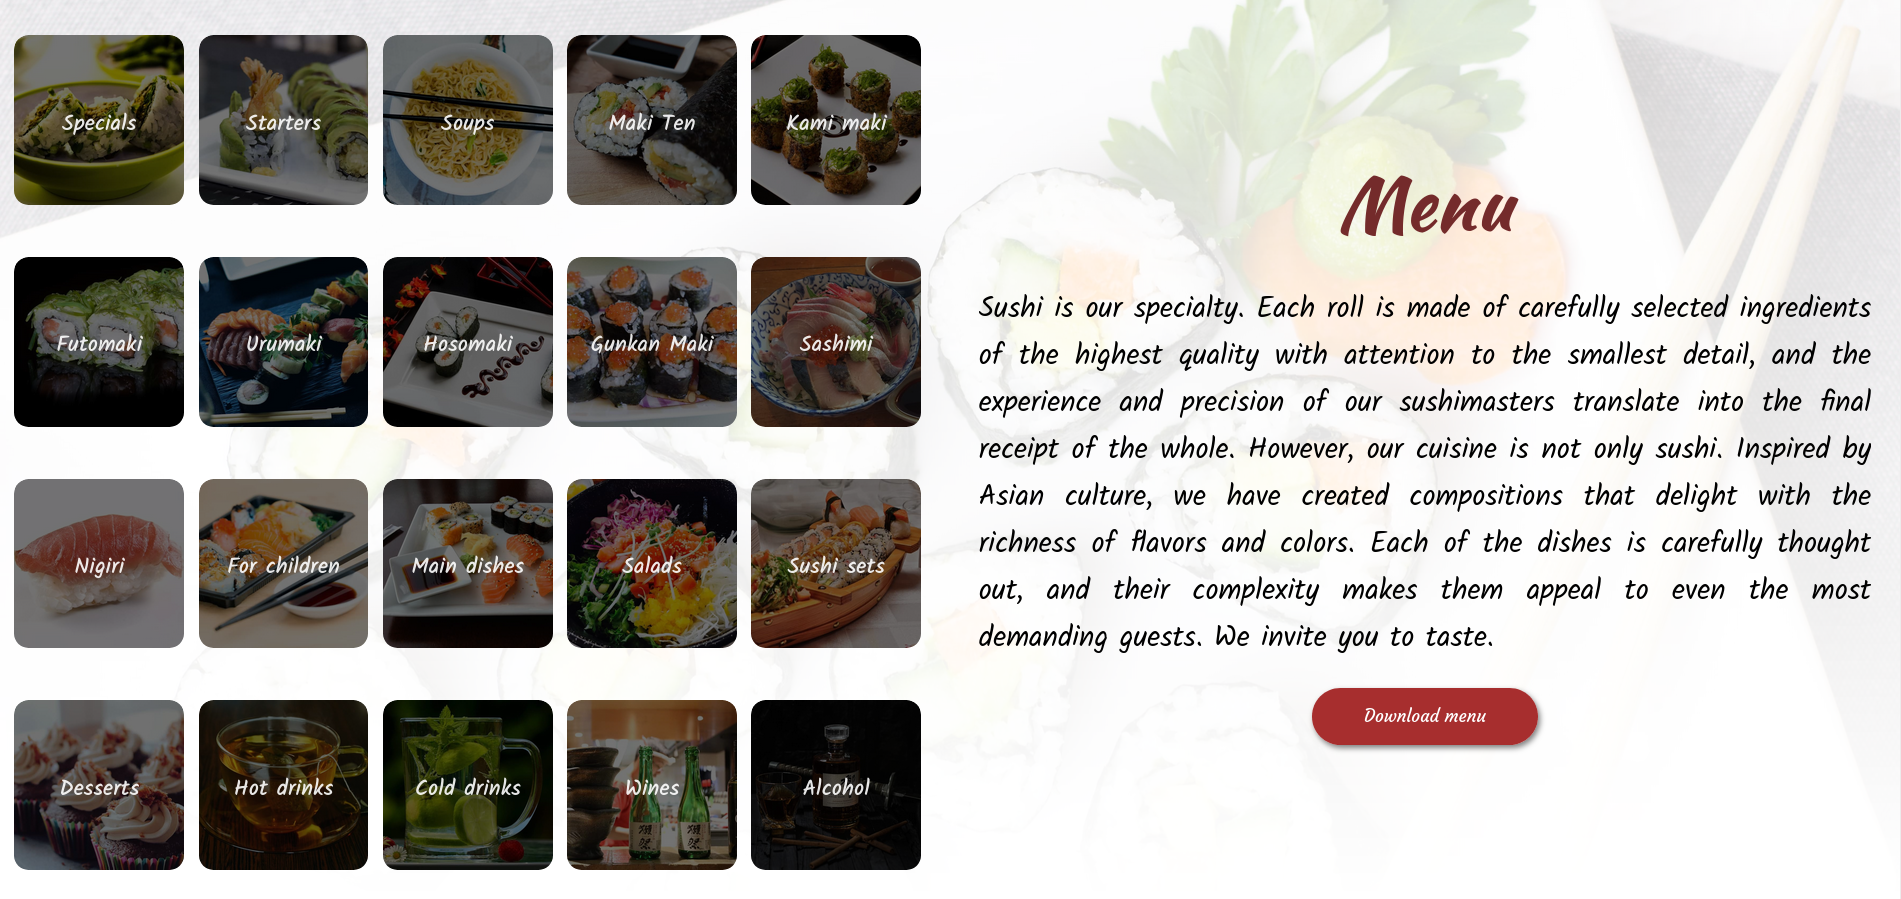 Specials
Starters
Soups
Maki Ten
Kami maki
Futomaki
Urumaki
Hosomaki
Gunkan Maki
Sashimi
Nigiri
For children
Main dishes
Salads
Sushi sets
Desserts
Hot drinks
Cold drinks
Wines
Alcohol
Menu
Sushi is our specialty. Each roll is made of carefully selected ingredients
of the highest quality with attention to the smallest detail, and the
experience and precision of our sushimasters translate into the final
receipt of the whole. However, our cuisine is not only sushi. Inspired by
Asian culture, we have created compositions that delight with the
richness of flavors and colors. Each of the dishes is carefully thought
out, and their complexity makes them appeal to even the most
demanding guests. We invite you to taste.
Download menu